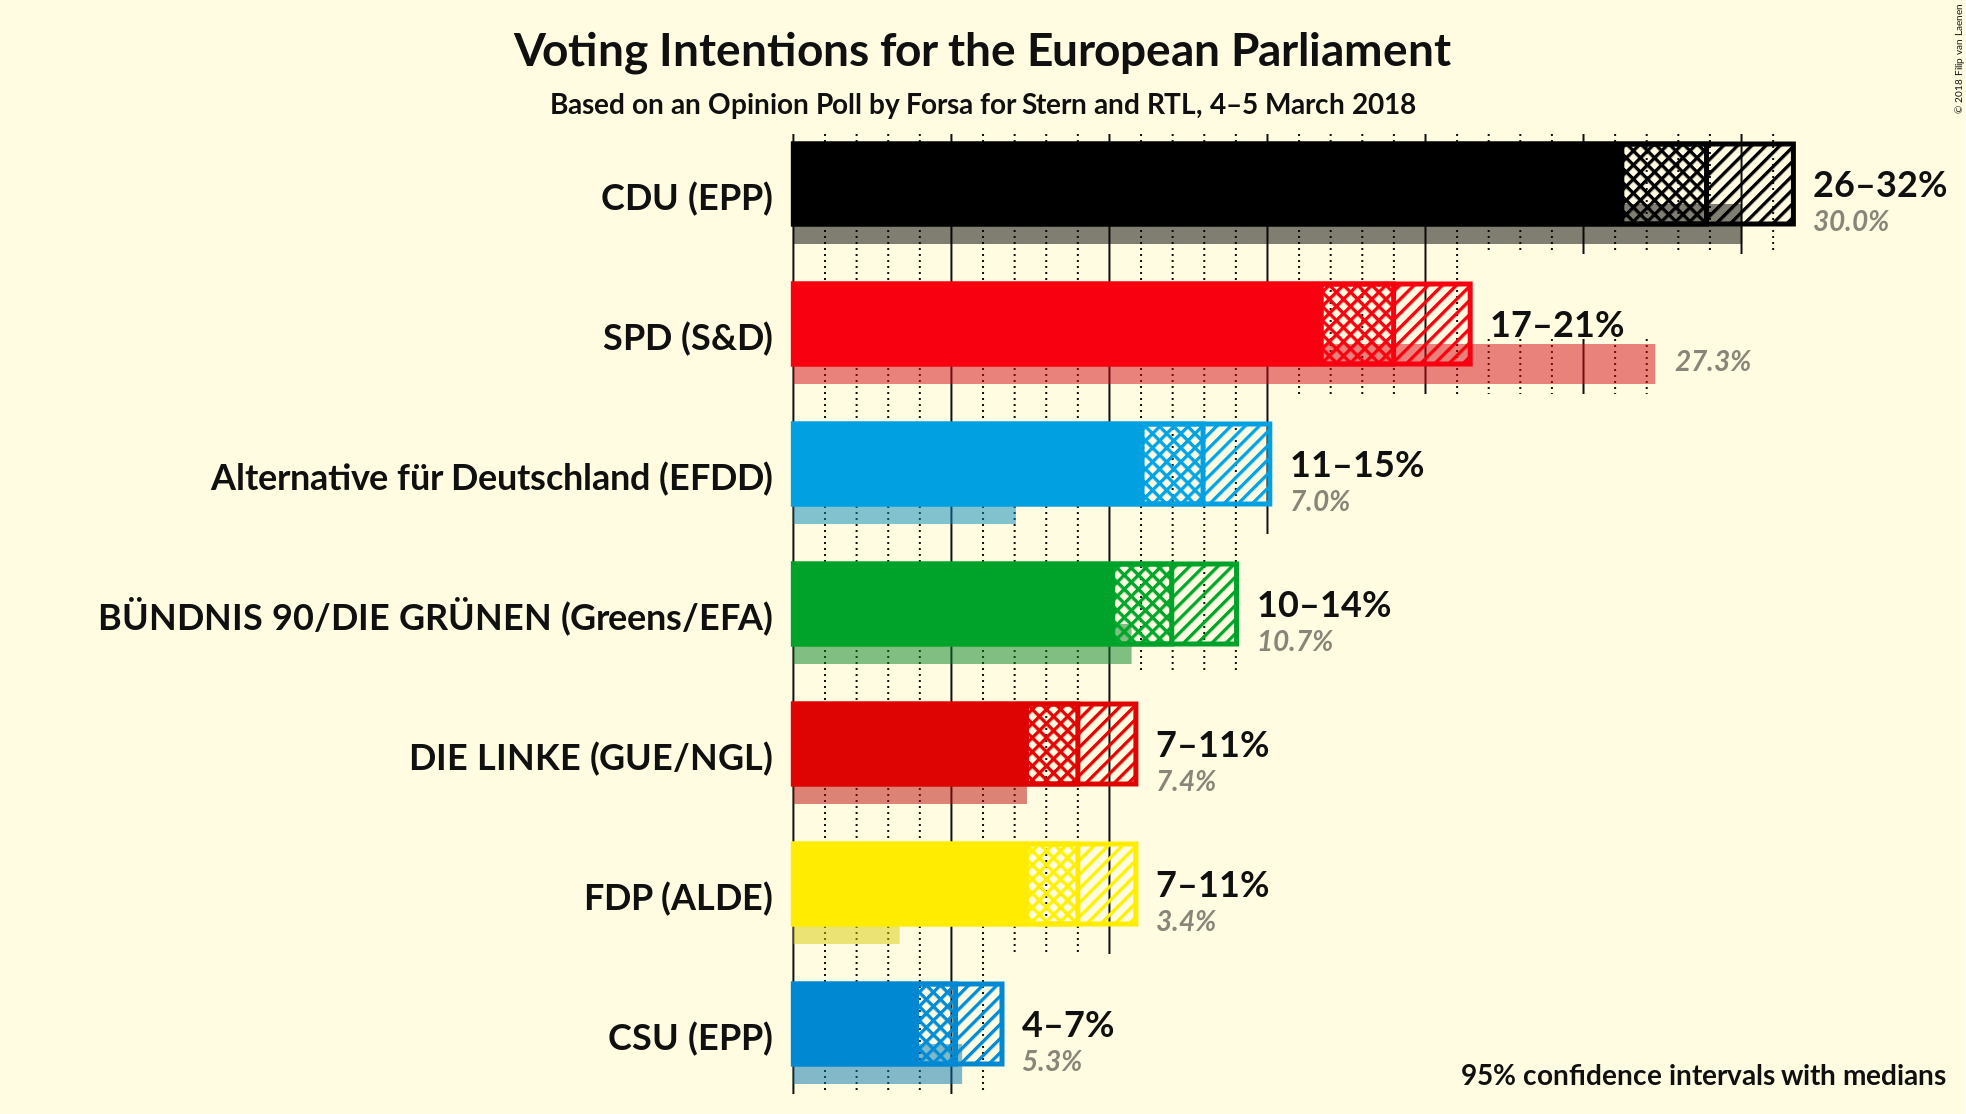 Voting Intentions for the European Parliament
Based on an Opinion Poll by Forsa for Stern and RTL, 4–5 March 2018
© 2018 Filip van Laenen
CDU (EPP)
26–32%
30.0%
SPD (S&D)
17–21%
27.3%
Alternative für Deutschland (EFDD)
11–15%
7.0%
BÜNDNIS 90/DIE GRÜNEN (Greens/EFA)
10–14%
10.7%
DIE LINKE (GUE/NGL)
7–11%
7.4%
FDP (ALDE)
7–11%
3.4%
CSU (EPP)
4–7%
5.3%
95% confidence intervals with medians